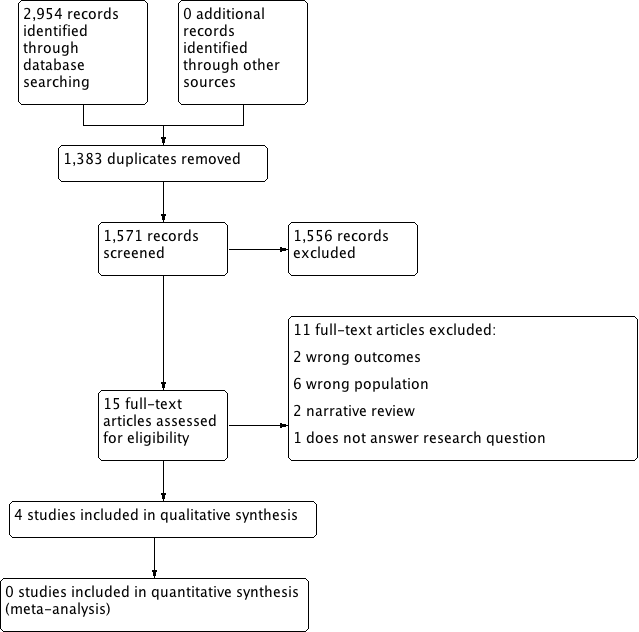 2,954 records
identified
through
database
searching
0 additional
records
identified
through other
sources
1,383 duplicates removed
1,571 records
screened
1,556 records
excluded
15 full-text
articles assessed
for eligibility
11 full-text articles excluded:
2 wrong outcomes
6 wrong population
2 narrative review
1 does not answer research question
4 studies included in qualitative synthesis
0 studies included in quantitative synthesis
(meta-analysis)